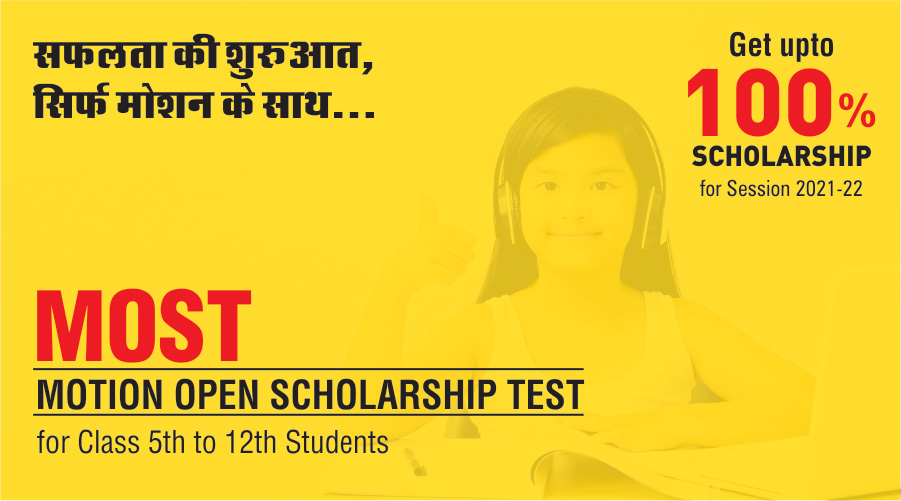 सफलता की शुरुआत,
सिर्फ मोशन के साथ...
Get upto
100%
SCHOLARSHIP
for Session 2021-22
MOST
MOTION OPEN SCHOLARSHIP TEST
for Class 5th to 12th Students